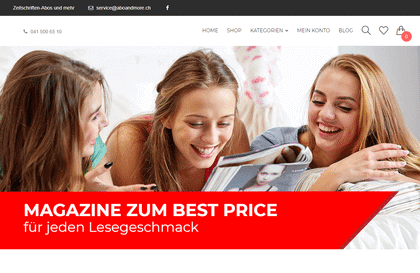 Zeitschriften-Abos und mehr
service@aboandmore.ch
041 000 63 10
HOME SHOP KATEGORIEN MEIN KONTO BLOG
0
MAGAZINE ZUM BEST PRICE
für jeden Lesegeschmack